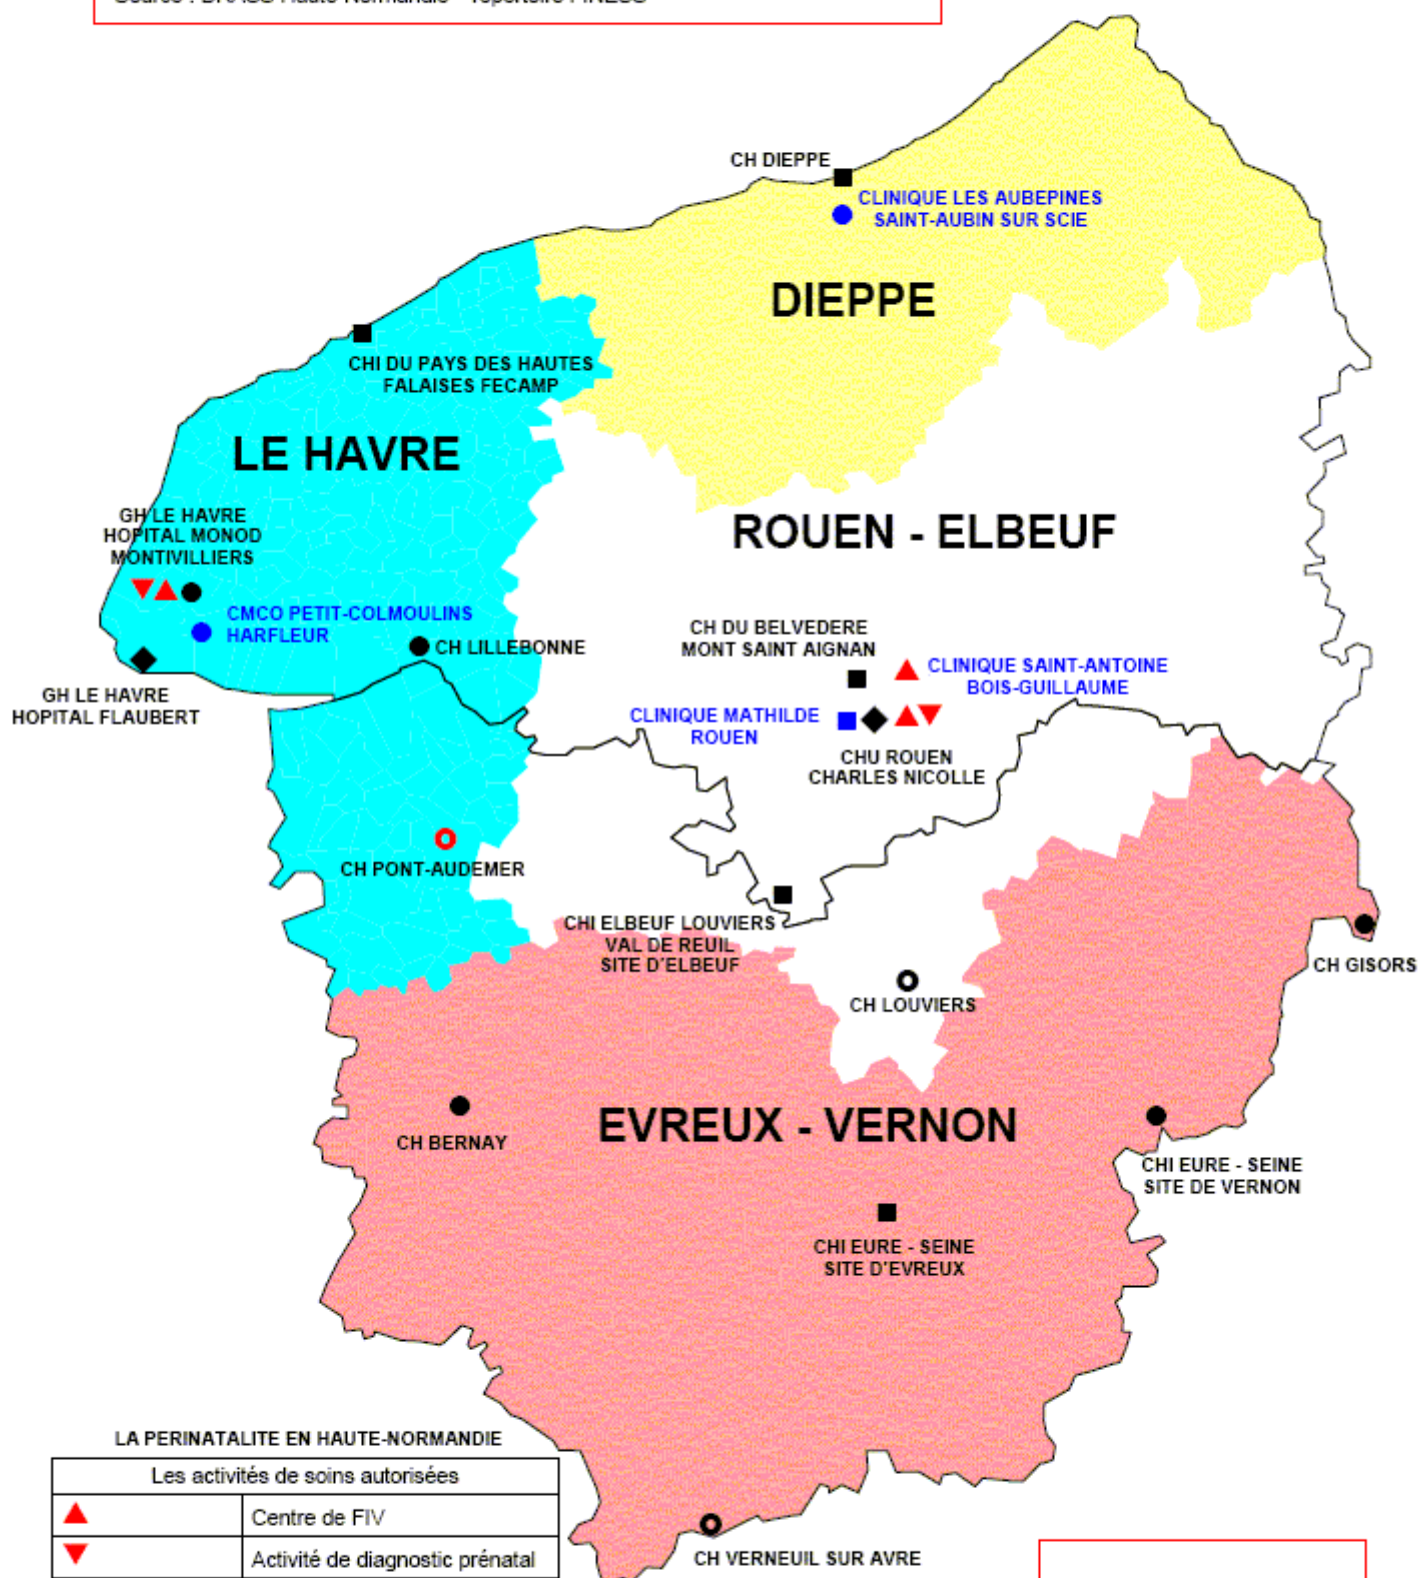 CH DIEPPE
CLINIQUE LES AUBEPINES
SAINT-AUBIN SUR SCIE
DIEPPE
CHI DU PAYS DES HAUTES
FALAISES FECAMP
LE HAVRE
GH LE HAVRE
HOPITAL MONOD
MONTIVILLIERS
ROUEN - ELBEUF
CMCO PETIT-COLMOULINS
HARFLEUR
CH LILLEBONNE
CH DU BELVEDERE
MONT SAINT AIGNAN
CLINIQUE SAINT-ANTOINE
BOIS-GUILLAUME
GH LE HAVRE
HOPITAL FLAUBERT
CLINIQUE MATHILDE
ROUEN
CHU ROUEN
CHARLES NICOLLE
CH PONT-AUDEMER
CHI ELBEUF LOUVIERS
VAL DE REUIL
SITE D'ELBEUF
CH GISORS
CH LOUVIERS
EVREUX - VERNON
CH BERNAY
CHI EURE - SEINE
SITE DE VERNON
CHI EURE - SEINE
SITE D'EVREUX
LA PERINATALITE EN HAUTE-NORMANDIE
Les activités de soins autorisées
Centre de FIV
Activité de diagnostic prénatal
CH VERNEUIL SUR AVRE